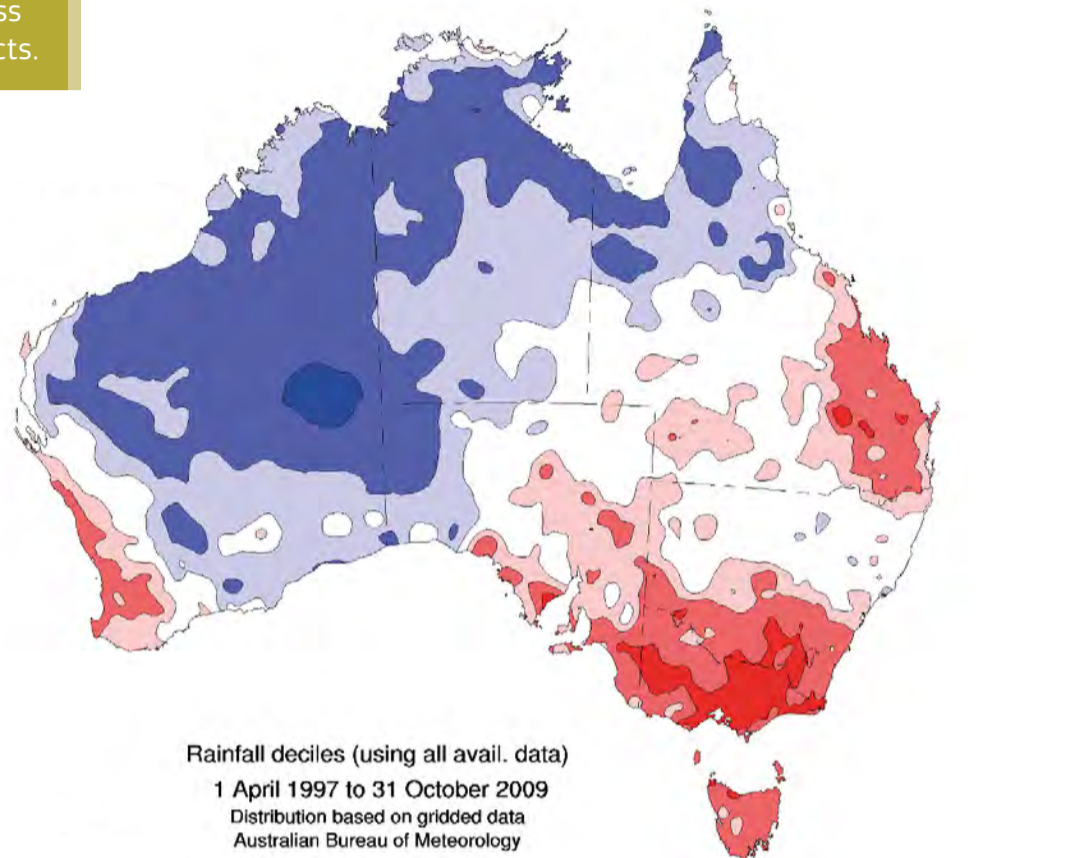 cts.
Rainfall deciles (using all avail. data)
1 April 1997 to 31 October 2009
Distribution based on gridded data
Australian Bureau of Meteorology